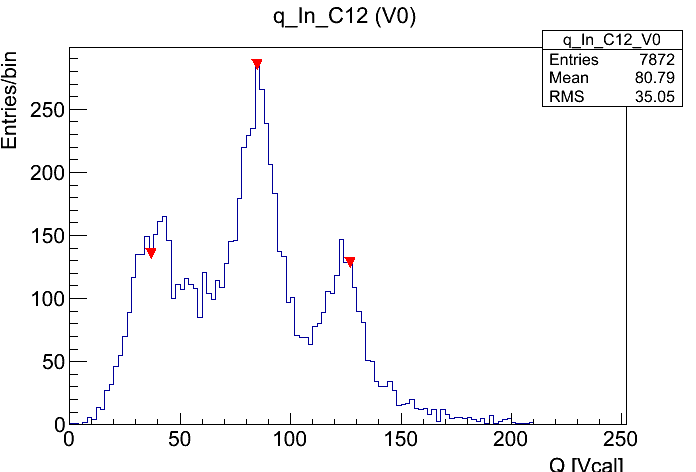 q_In_C12 (V0)
q_In_C12_V0
Entries 7872
Mean 80.79
RMS 35.05
Entries/bin
250
200
150
100
50
0
0 50 100 150 200 250
Q [Vcal]